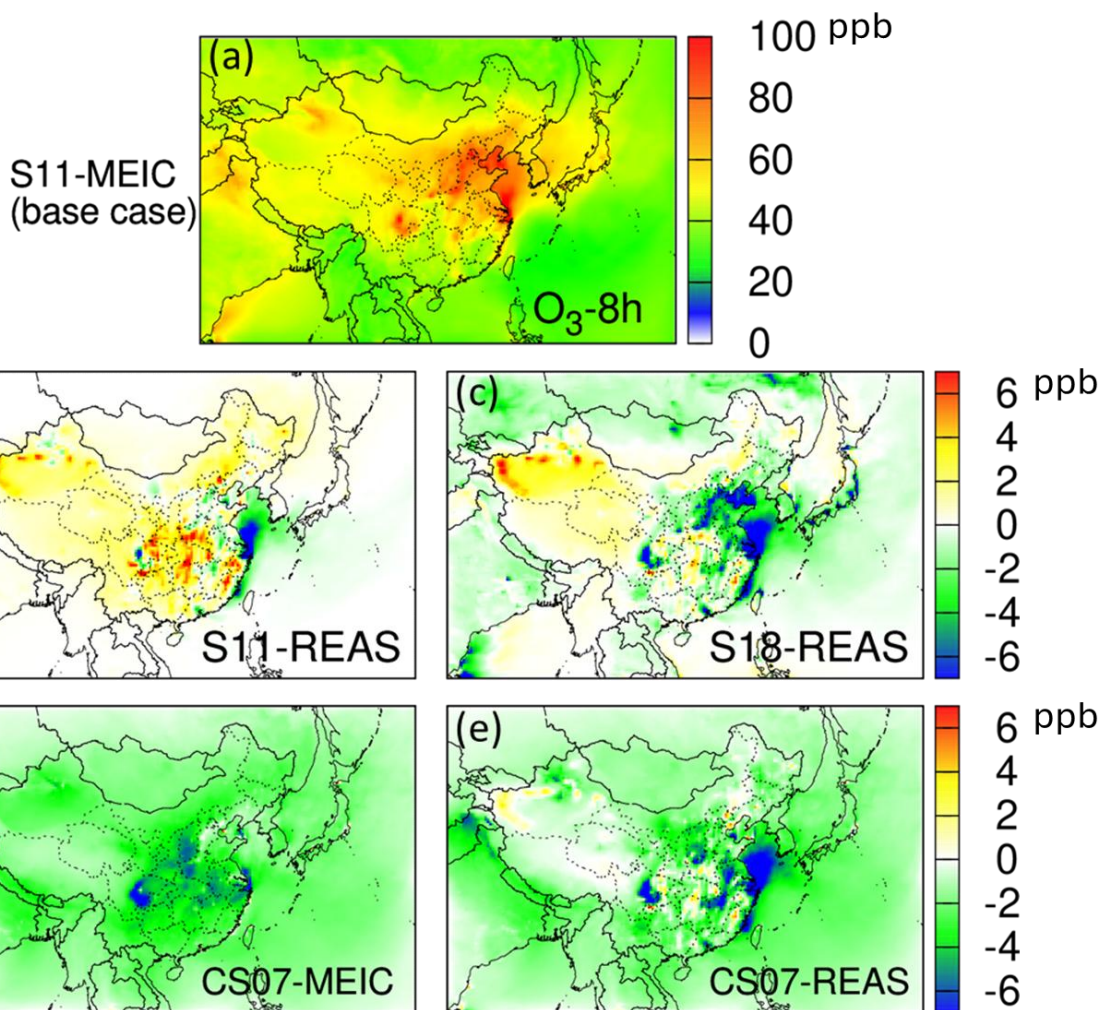 (a)
100 ppb
80
60
40
20
0
S11-MEIC
(base case)
O3-8h
(c)
6 ppb
4
2
0
-2
-4
-6
S11-REAS
S18-REAS
(e)
6 ppb
4
2
0
-2
-4
-6
CS07-MEIC
CS07-REAS